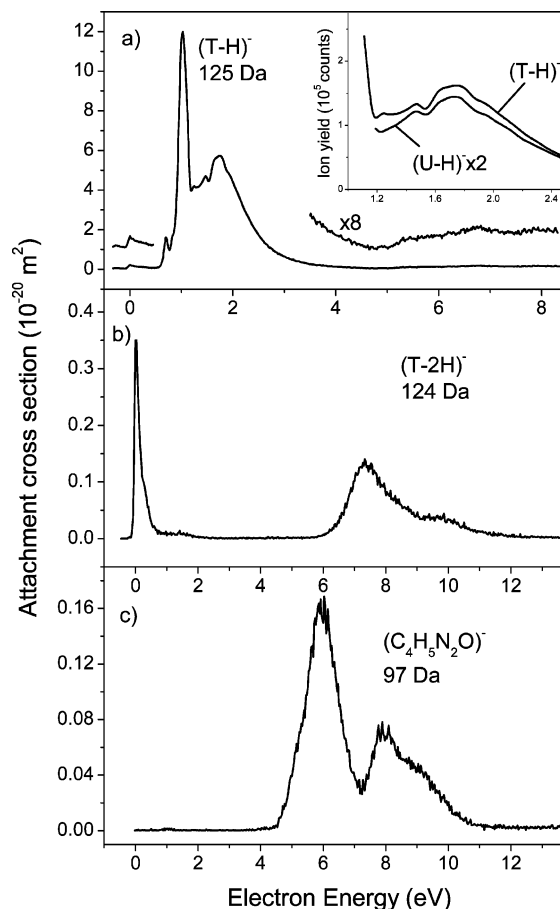 a)
(T-H)⁻
125 Da
12
10
8
6
4
2
0
x8
0
2
4
6
8
Ion yield (10⁵ counts)
2
1
0
1.2
1.6
2.0
2.4
(T-H)⁻
(U-H)⁻x2
Attachment cross section (10⁻²⁰ m²)
b)
(T-2H)⁻
124 Da
0.4
0.3
0.2
0.1
0.0
0
2
4
6
8
10
12
c)
(C₄H₅N₂O)⁻
97 Da
0.16
0.12
0.08
0.04
0.00
0
2
4
6
8
10
12
Electron Energy (eV)